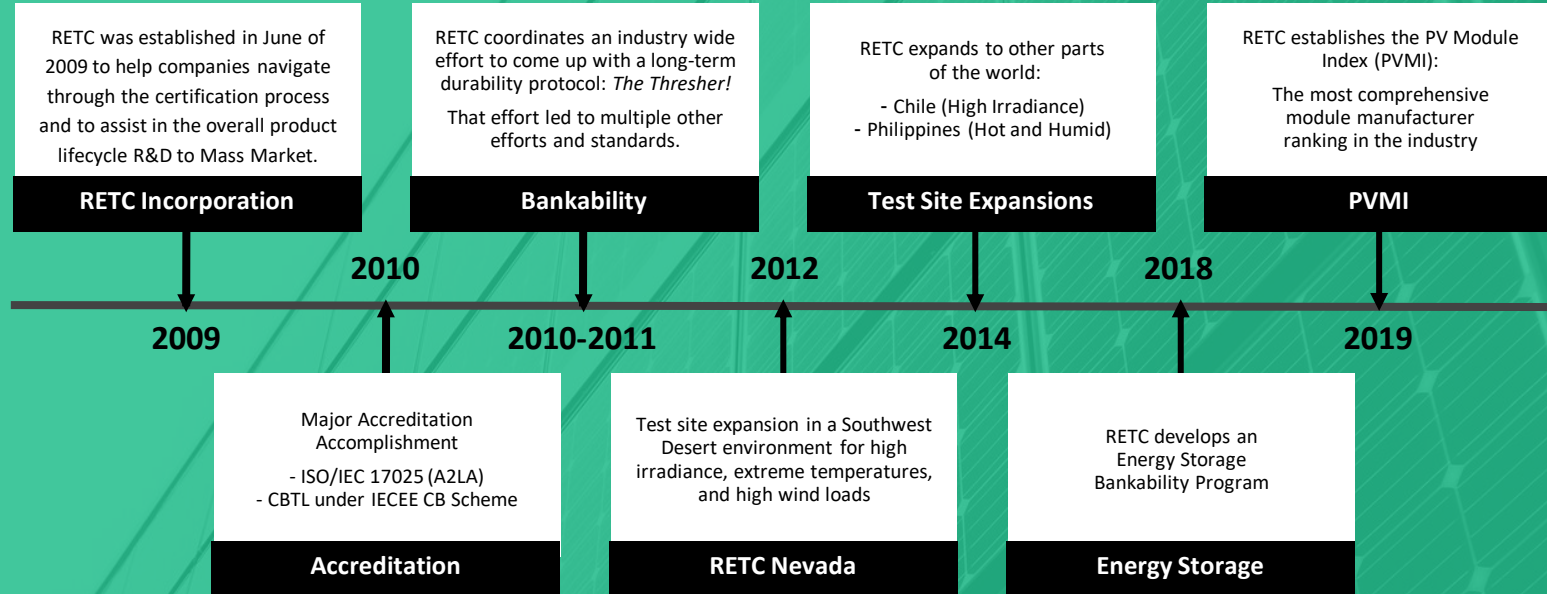 RETC was established in June of
2009 to help companies navigate
through the certification process
and to assist in the overall product
lifecycle R&D to Mass Market.
RETC Incorporation
RETC coordinates an industry wide
effort to come up with a long-term
durability protocol: The Thresher!
That effort led to multiple other
efforts and standards.
Bankability
RETC expands to other parts
of the world:
- Chile (High Irradiance)
- Philippines (Hot and Humid)
Test Site Expansions
RETC establishes the PV Module
Index (PVMI):
The most comprehensive
module manufacturer
ranking in the industry
PVMI
2010
2012
2018
2009
2010-2011
2014
2019
Major Accreditation
Accomplishment
- ISO/IEC 17025 (A2LA)
- CBTL under IECEE CB Scheme
Accreditation
Test site expansion in a Southwest
Desert environment for high
irradiance, extreme temperatures,
and high wind loads
RETC Nevada
RETC develops an
Energy Storage
Bankability Program
Energy Storage